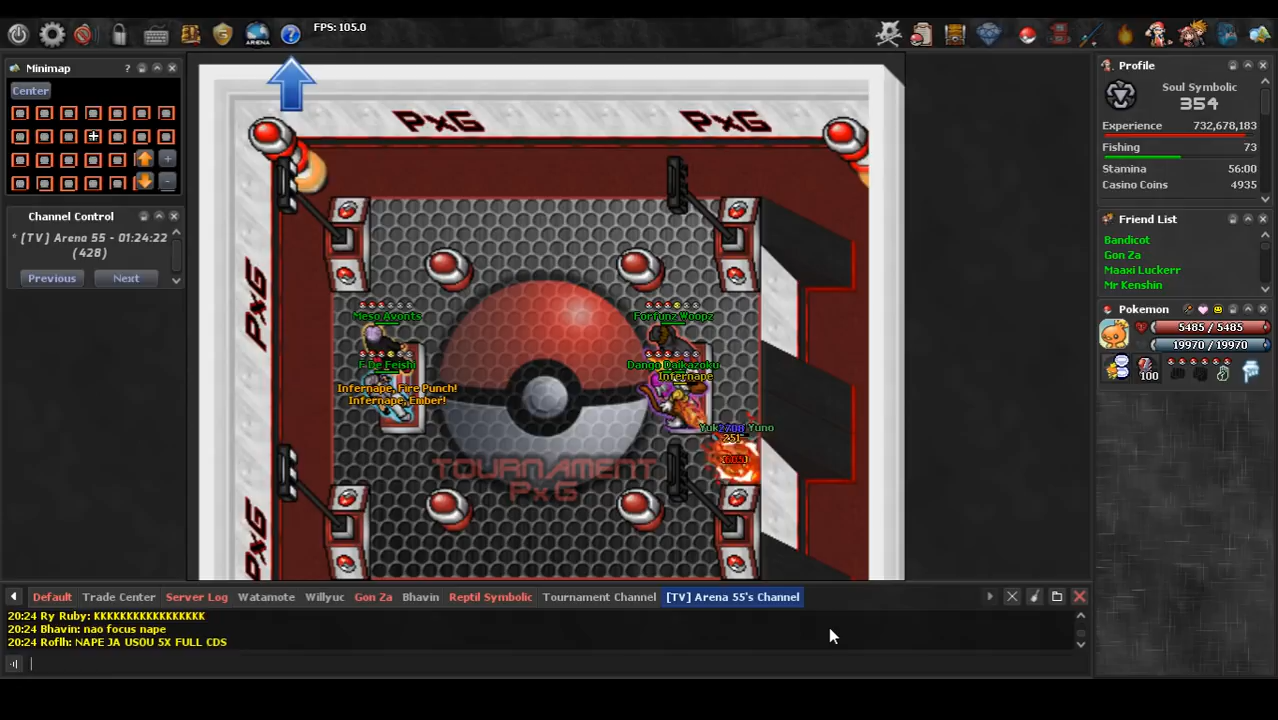 FPS: 105.0
ARENA
Minimap
?
Center
Channel Control
* [TV] Arena 55 - 01:24:22
(428)
Previous
Next
PxG
PxG
PxG
PxG
Meso Avonts
F De Feishi
Infernape, Fire Punch!
Infernape, Ember!
Forfunz Woopz
Dango Daikazoku
Infernape
TOURNAMENT
PxG
Profile
Soul Symbolic
354
Experience 732,678,183
Fishing 73
Stamina 56:00
Casino Coins 4935
Friend List
Bandicot
Gon Za
Maaxi Luckerr
Mr Kenshin
Pokemon
5485 / 5485
19970 / 19970
100
Default
Trade Center
Server Log
Watamote
Willyuc
Gon Za
Bhavin
Reptil Symbolic
Tournament Channel
[TV] Arena 55's Channel
20:24 Ry Ruby: KKKKKKKKKKKKKKKKK
20:24 Bhavin: nao focus nape
20:24 Roflh: NAPE JA USOU 5X FULL CDS